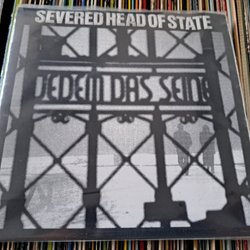 SEVERED HEAD OF STATE
JEDEM DAS SEINE